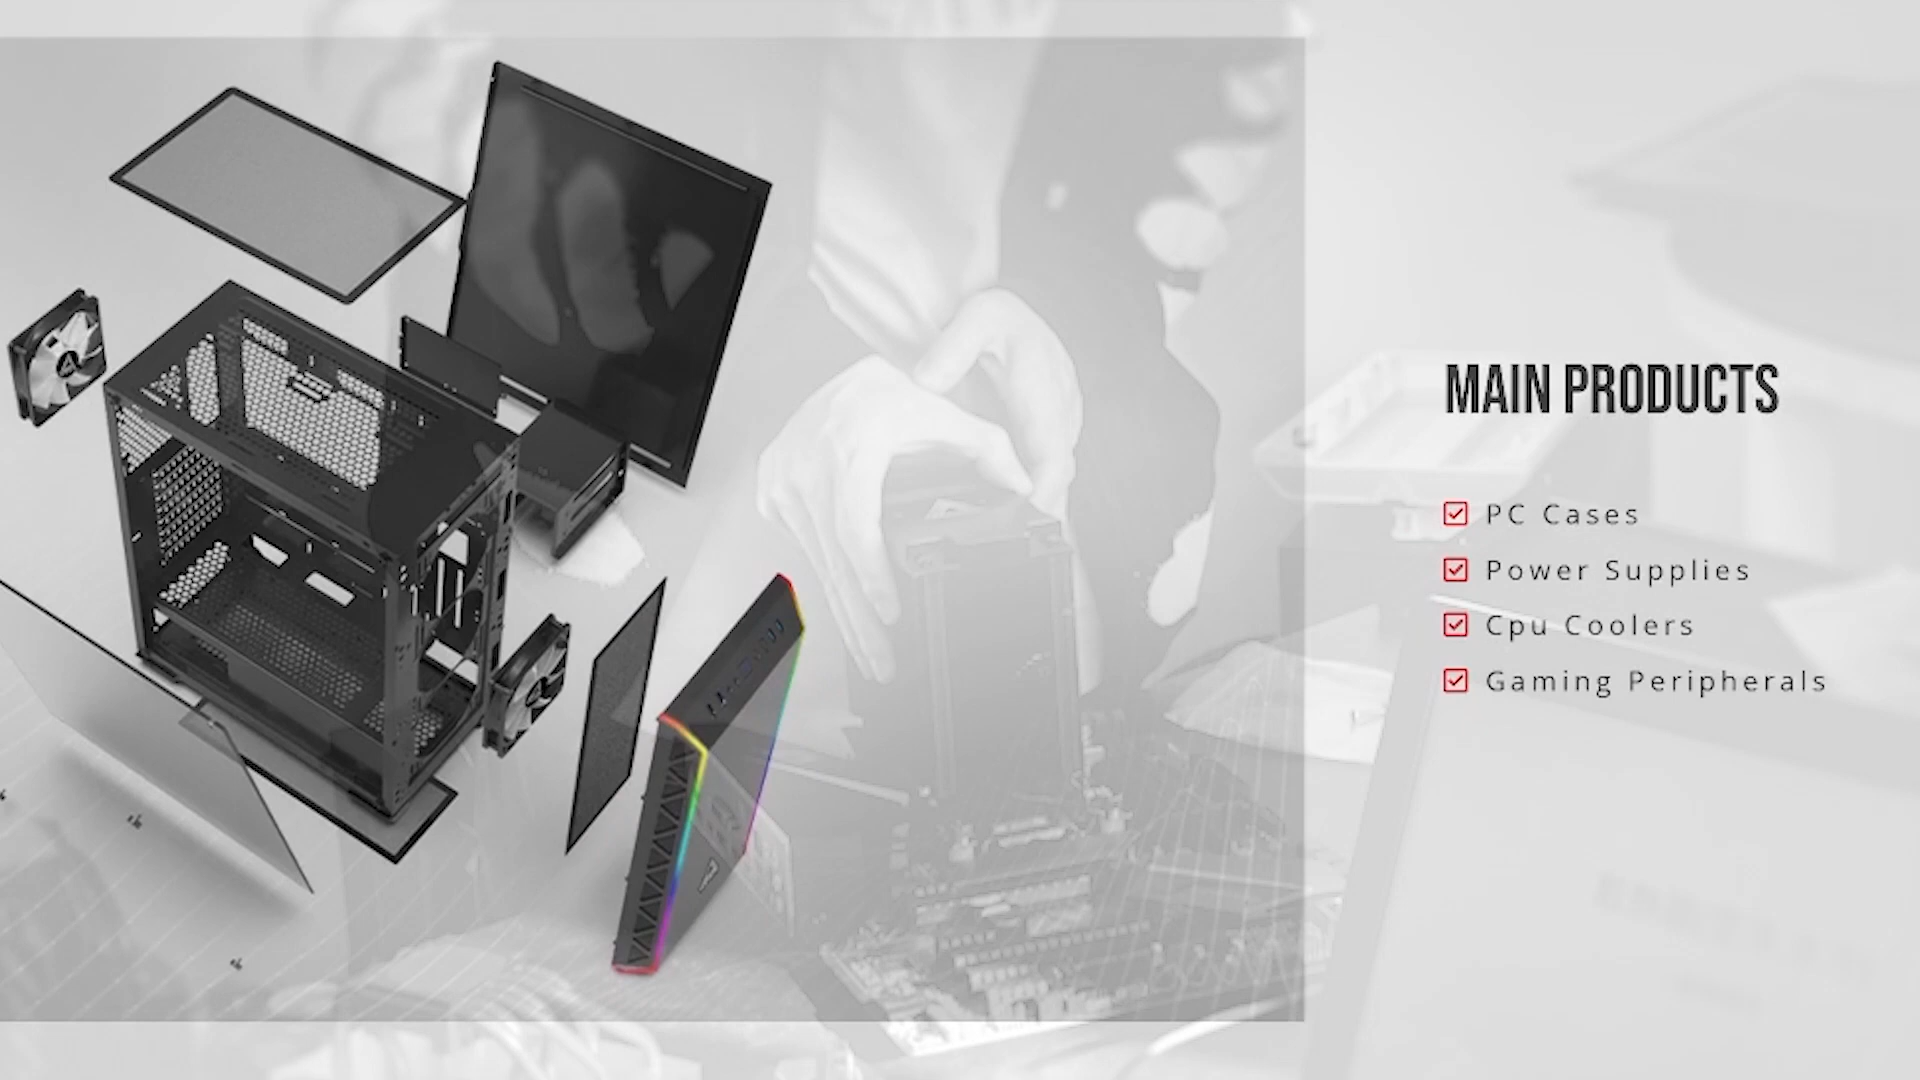 MAIN PRODUCTS
PC Cases
Power Supplies
Cpu Coolers
Gaming Peripherals